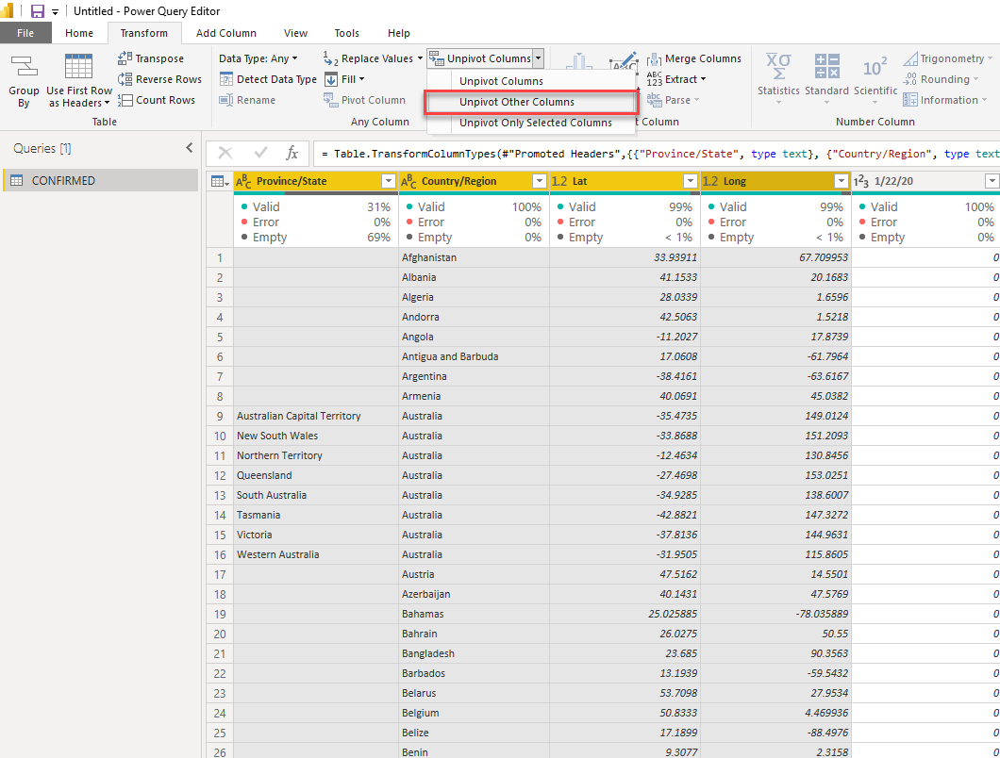 Untitled - Power Query Editor
File Home Transform Add Column View Tools Help
Group By
Use First Row as Headers
Transpose
Reverse Rows
Count Rows
Table
Data Type: Any
Detect Data Type
Rename
Replace Values
Fill
Pivot Column
Any Column
Unpivot Columns
Unpivot Columns
Unpivot Other Columns
Unpivot Only Selected Columns
Merge Columns
Extract
Parse
Column
Statistics Standard Scientific
Trigonometry
Rounding
Information
Number Column
Queries [1]
CONFIRMED
= Table.TransformColumnTypes(#"Promoted Headers",{{"Province/State", type text}, {"Country/Region", type text
Province/State Country/Region 1.2 Lat 1.2 Long 1/22/20
Valid 31% Valid 100% Valid 99% Valid 99% Valid 100%
Error 0% Error 0% Error 0% Error 0% Error 0%
Empty 69% Empty 0% Empty < 1% Empty < 1% Empty 0%
1 Afghanistan 33.93911 67.709953 0
2 Albania 41.1533 20.1683 0
3 Algeria 28.0339 1.6596 0
4 Andorra 42.5063 1.5218 0
5 Angola -11.2027 17.8739 0
6 Antigua and Barbuda 17.0608 -61.7964 0
7 Argentina -38.4161 -63.6167 0
8 Armenia 40.0691 45.0382 0
9 Australian Capital Territory Australia -35.4735 149.0124 0
10 New South Wales Australia -33.8688 151.2093 0
11 Northern Territory Australia -12.4634 130.8456 0
12 Queensland Australia -27.4698 153.0251 0
13 South Australia Australia -34.9285 138.6007 0
14 Tasmania Australia -42.8821 147.3272 0
15 Victoria Australia -37.8136 144.9631 0
16 Western Australia Australia -31.9505 115.8605 0
17 Austria 47.5162 14.5501 0
18 Azerbaijan 40.1431 47.5769 0
19 Bahamas 25.025885 -78.035889 0
20 Bahrain 26.0275 50.55 0
21 Bangladesh 23.685 90.3563 0
22 Barbados 13.1939 -59.5432 0
23 Belarus 53.7098 27.9534 0
24 Belgium 50.8333 4.469936 0
25 Belize 17.1899 -88.4976 0
26 Benin 9.3077 2.3158 0